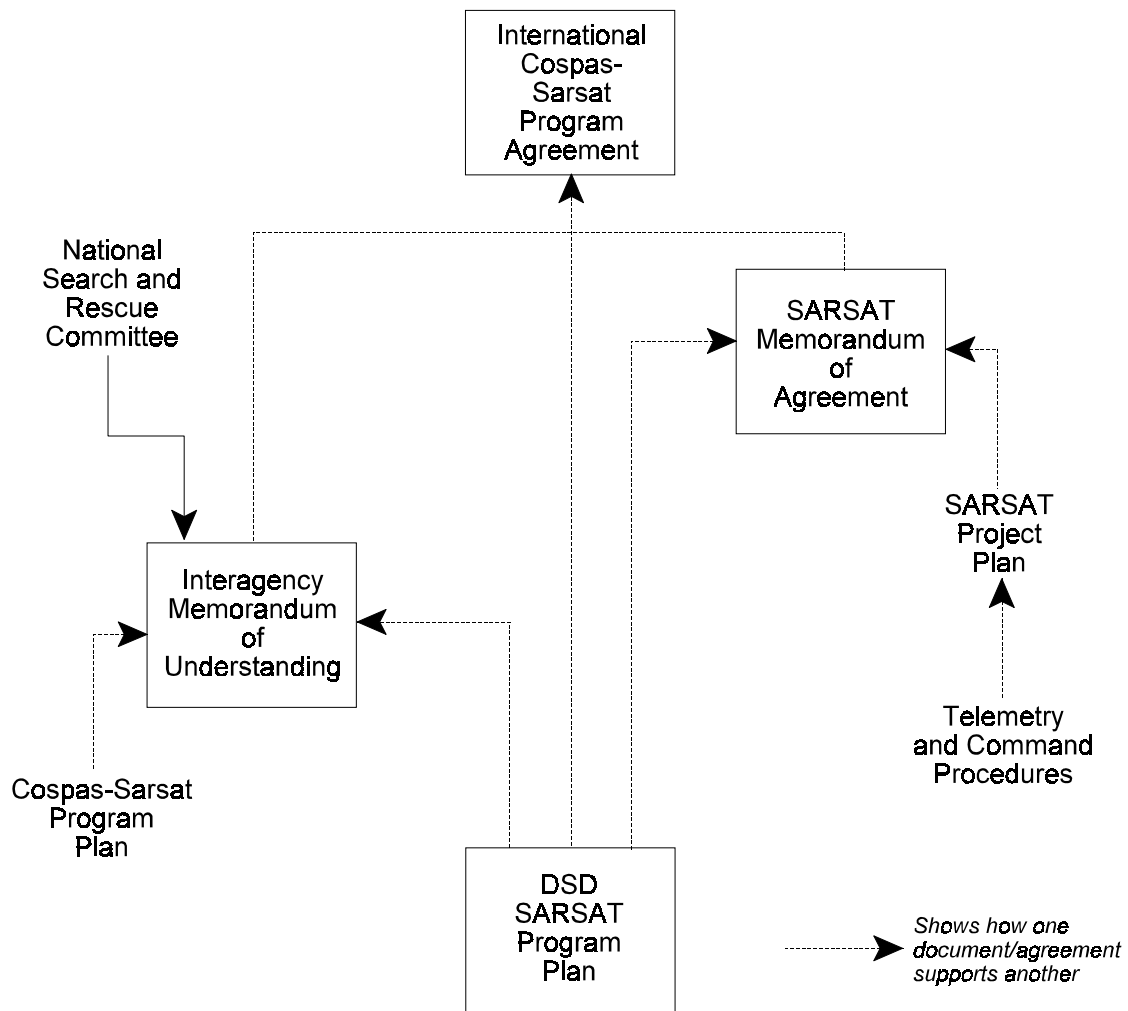 International
Cospas-
Sarsat
Program
Agreement
National
Search and
Rescue
Committee
SARSAT
Memorandum
of
Agreement
SARSAT
Project
Plan
Interagency
Memorandum
of
Understanding
Telemetry
and Command
Procedures
Cospas-Sarsat
Program
Plan
DSD
SARSAT
Program
Plan
Shows how one
document/agreement
supports another